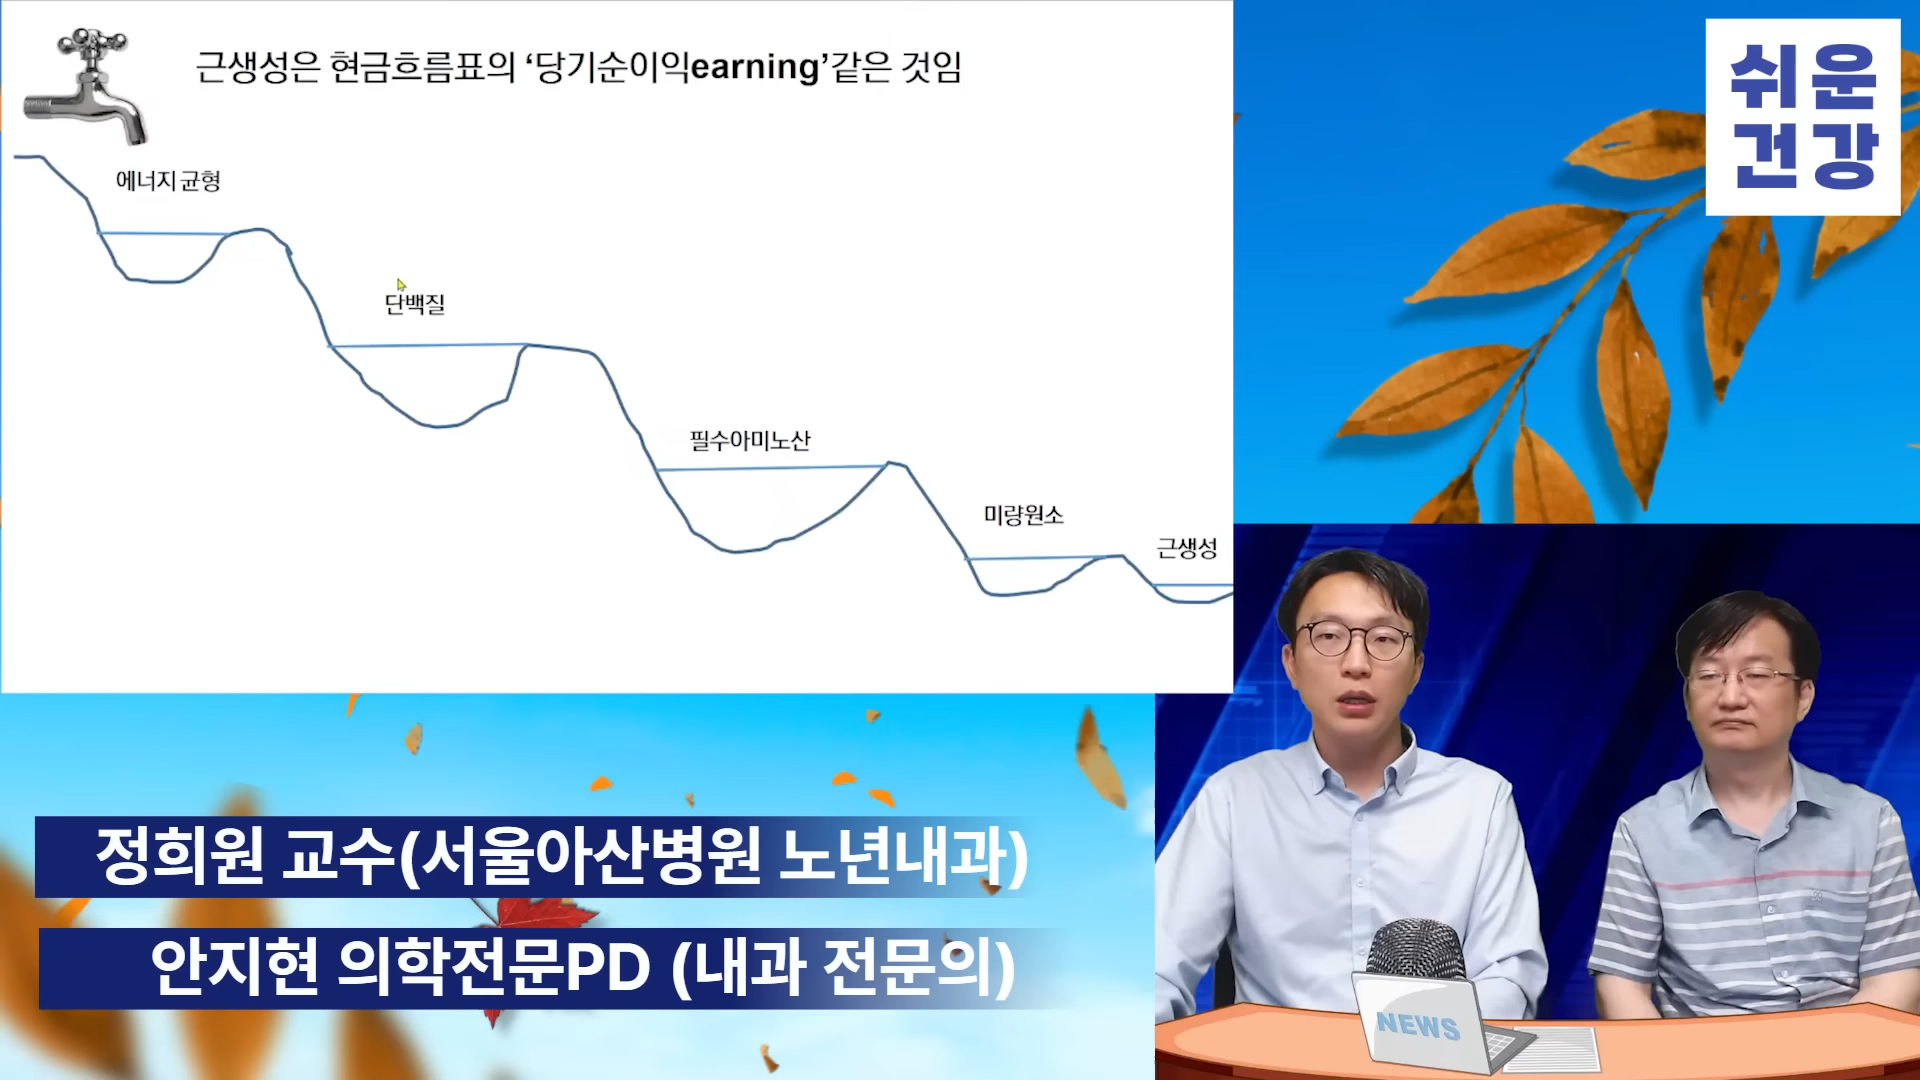 근생성은 현금흐름표의 ‘당기순이익earning’같은 것임
에너지 균형
단백질
필수아미노산
미량원소
근생성
쉬운
건강
정희원 교수(서울아산병원 노년내과)
안지현 의학전문PD (내과 전문의)
NEWS